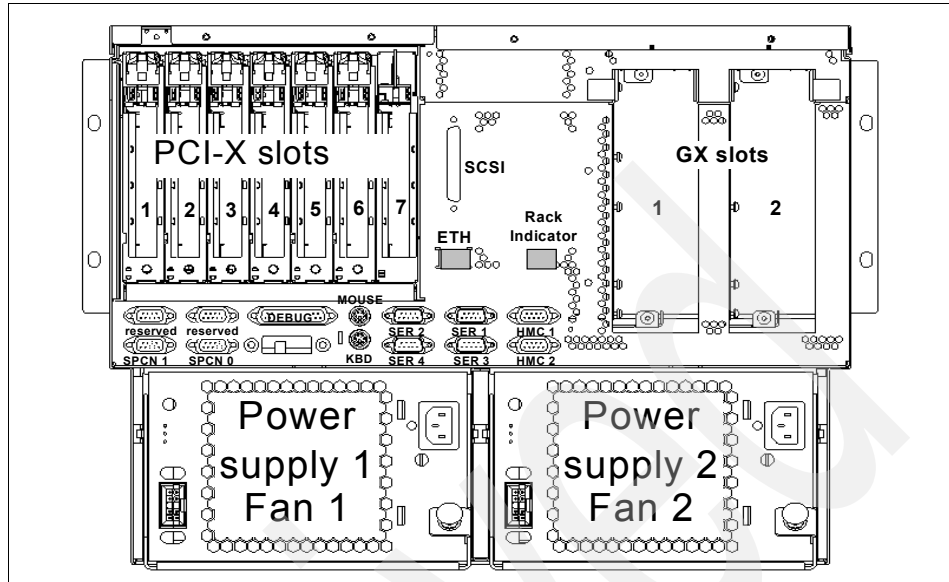 PCI-X slots
1 2 3 4 5 6 7
SCSI
GX slots
1 2
ETH
Rack
Indicator
MOUSE
reserved reserved DEBUG SER 2 SER 1 HMC 1
SPCN 1 SPCN 0 KBD SER 4 SER 3 HMC 2
Power
supply 1
Fan 1
Power
supply 2
Fan 2